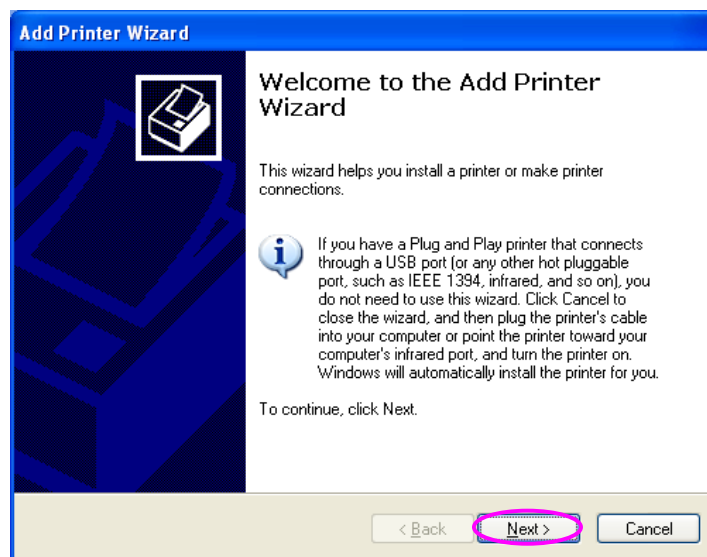 Add Printer Wizard
Welcome to the Add Printer
Wizard
This wizard helps you install a printer or make printer
connections.
If you have a Plug and Play printer that connects
through a USB port (or any other hot pluggable
port, such as IEEE 1394, infrared, and so on), you
do not need to use this wizard. Click Cancel to
close the wizard, and then plug the printer's cable
into your computer or point the printer toward your
computer's infrared port, and turn the printer on.
Windows will automatically install the printer for you.
To continue, click Next.
< Back
Next >
Cancel